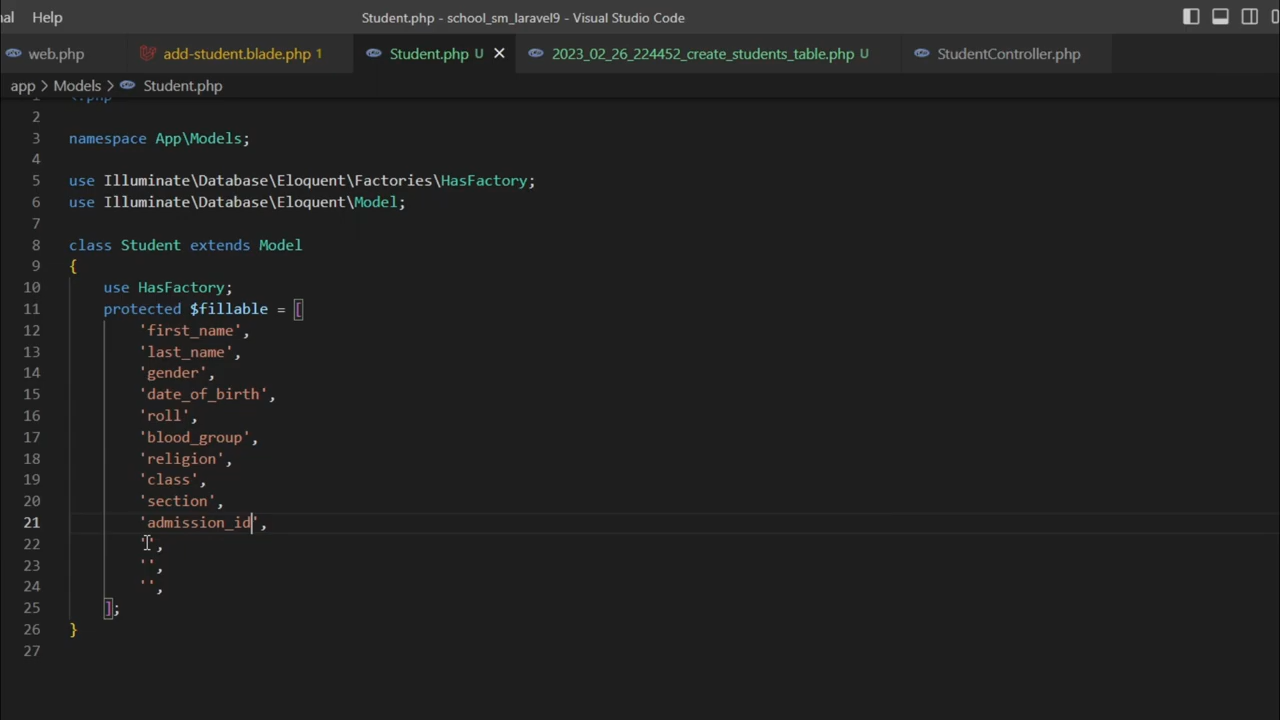 nal Help Student.php - school_sm_laravel9 - Visual Studio Code
web.php add-student.blade.php 1 Student.php U 2023_02_26_224452_create_students_table.php U StudentController.php
app > Models > Student.php
1 <?php
2
3 namespace App\Models;
4
5 use Illuminate\Database\Eloquent\Factories\HasFactory;
6 use Illuminate\Database\Eloquent\Model;
7
8 class Student extends Model
9 {
10 use HasFactory;
11 protected $fillable = [
12 'first_name',
13 'last_name',
14 'gender',
15 'date_of_birth',
16 'roll',
17 'blood_group',
18 'religion',
19 'class',
20 'section',
21 'admission_id',
22 '',
23 '',
24 '',
25 ];
26 }
27